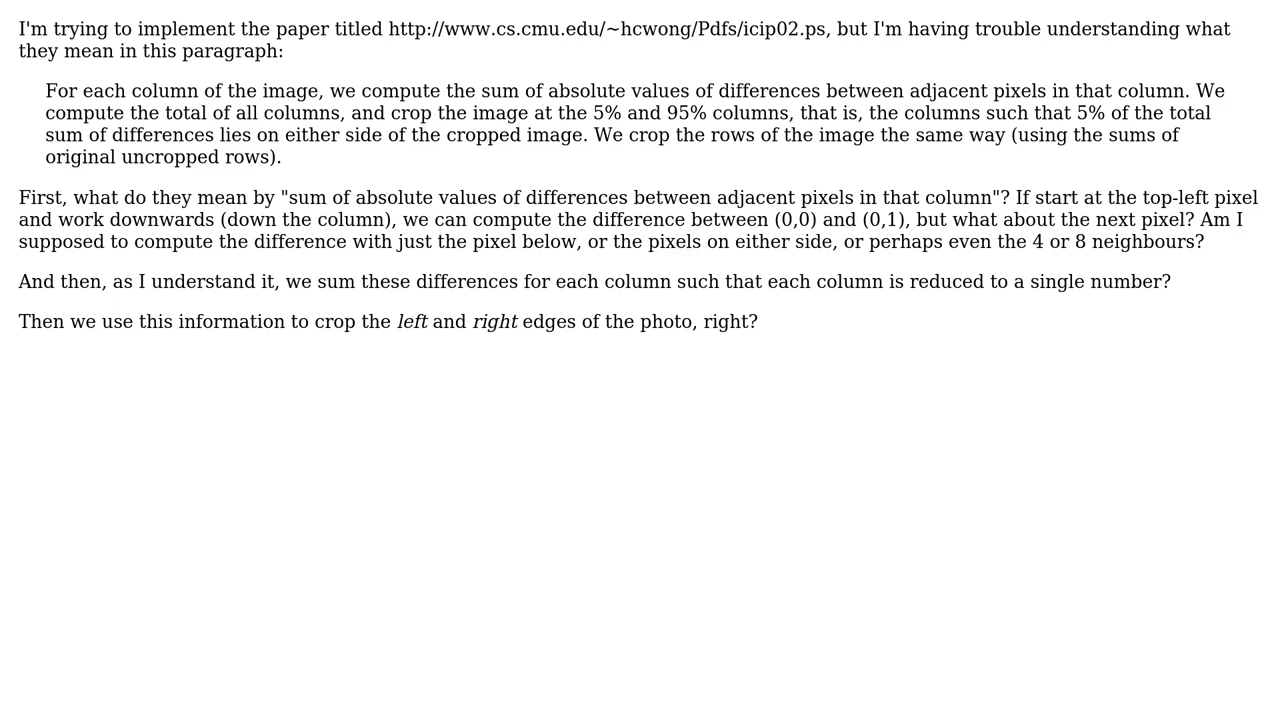 I'm trying to implement the paper titled http://www.cs.cmu.edu/~hcwong/Pdfs/icip02.ps, but I'm having trouble understanding what
they mean in this paragraph:
For each column of the image, we compute the sum of absolute values of differences between adjacent pixels in that column. We
compute the total of all columns, and crop the image at the 5% and 95% columns, that is, the columns such that 5% of the total
sum of differences lies on either side of the cropped image. We crop the rows of the image the same way (using the sums of
original uncropped rows).
First, what do they mean by "sum of absolute values of differences between adjacent pixels in that column"? If start at the top-left pixel
and work downwards (down the column), we can compute the difference between (0,0) and (0,1), but what about the next pixel? Am I
supposed to compute the difference with just the pixel below, or the pixels on either side, or perhaps even the 4 or 8 neighbours?
And then, as I understand it, we sum these differences for each column such that each column is reduced to a single number?
Then we use this information to crop the left and right edges of the photo, right?